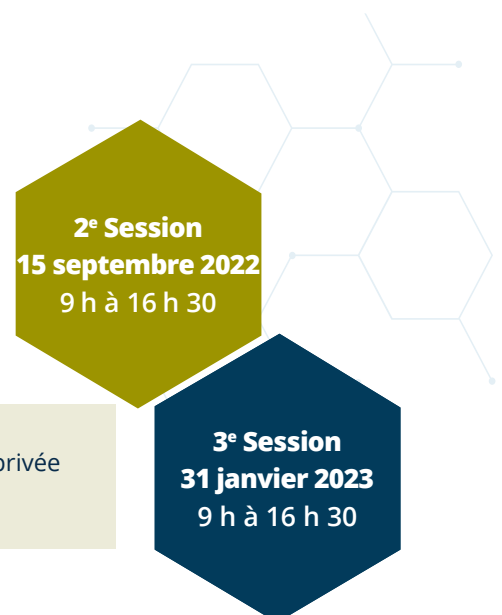 2e Session
15 septembre 2022
9 h à 16 h 30
privée
3e Session
31 janvier 2023
9 h à 16 h 30